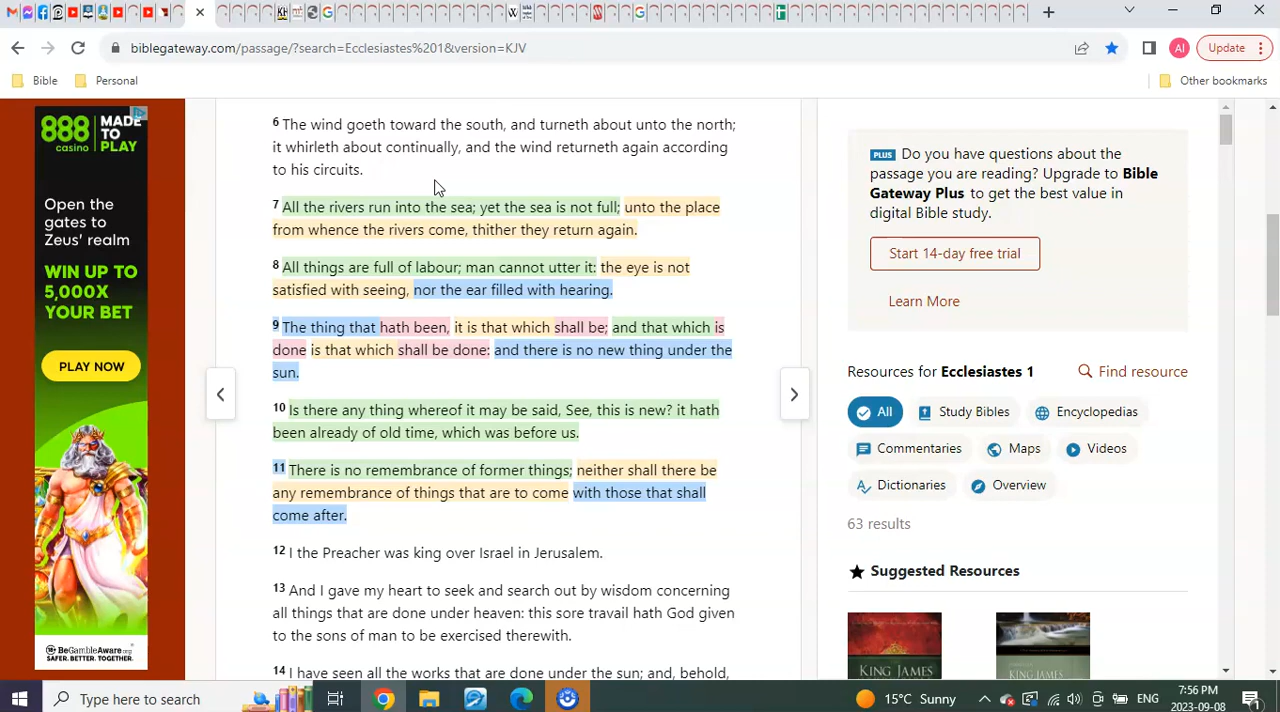 biblegateway.com/passage/?search=Ecclesiastes%201&version=KJV
AI
Update
Bible
Personal
Other bookmarks
888 casino
MADE TO PLAY
Open the
gates to
Zeus' realm
WIN UP TO
5,000X
YOUR BET
PLAY NOW
18+ BeGambleAware.org
SAFER. BETTER. TOGETHER.
6 The wind goeth toward the south, and turneth about unto the north;
it whirleth about continually, and the wind returneth again according
to his circuits.
7 All the rivers run into the sea; yet the sea is not full; unto the place
from whence the rivers come, thither they return again.
8 All things are full of labour; man cannot utter it: the eye is not
satisfied with seeing, nor the ear filled with hearing.
9 The thing that hath been, it is that which shall be; and that which is
done is that which shall be done: and there is no new thing under the
sun.
10 Is there any thing whereof it may be said, See, this is new? it hath
been already of old time, which was before us.
11 There is no remembrance of former things; neither shall there be
any remembrance of things that are to come with those that shall
come after.
12 I the Preacher was king over Israel in Jerusalem.
13 And I gave my heart to seek and search out by wisdom concerning
all things that are done under heaven: this sore travail hath God given
to the sons of man to be exercised therewith.
14 I have seen all the works that are done under the sun; and, behold,
PLUS Do you have questions about the
passage you are reading? Upgrade to Bible
Gateway Plus to get the best value in
digital Bible study.
Start 14-day free trial
Learn More
Resources for Ecclesiastes 1
Find resource
All
Study Bibles
Encyclopedias
Commentaries
Maps
Videos
Dictionaries
Overview
63 results
Suggested Resources
KING JAMES
KING JAMES
Type here to search
15°C Sunny
ENG
7:56 PM
2023-09-08
1